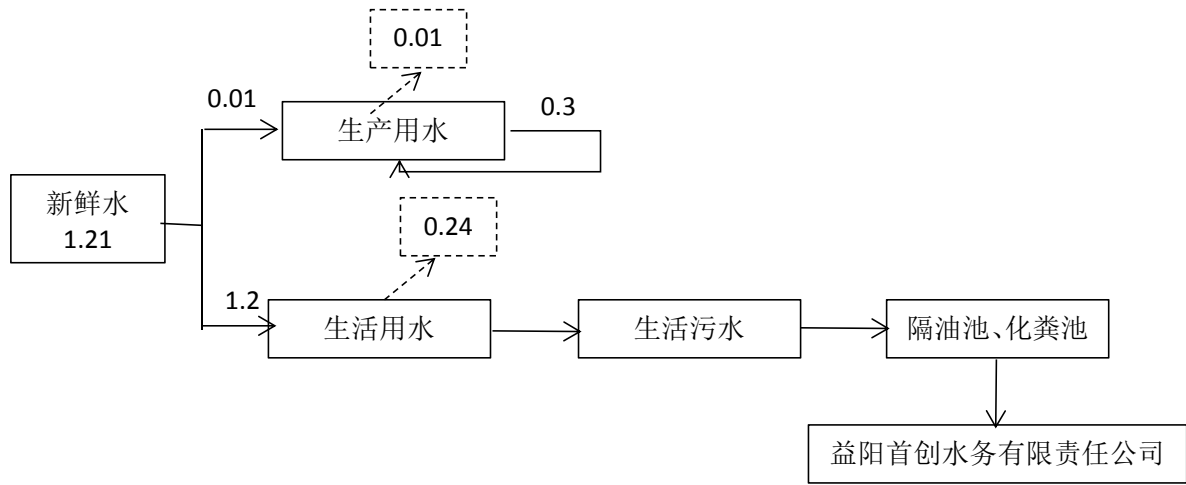 0.01
0.01
0.3
生产用水
新鲜水
1.21
0.24
1.2
生活用水
生活污水
隔油池、化粪池
益阳首创水务有限责任公司